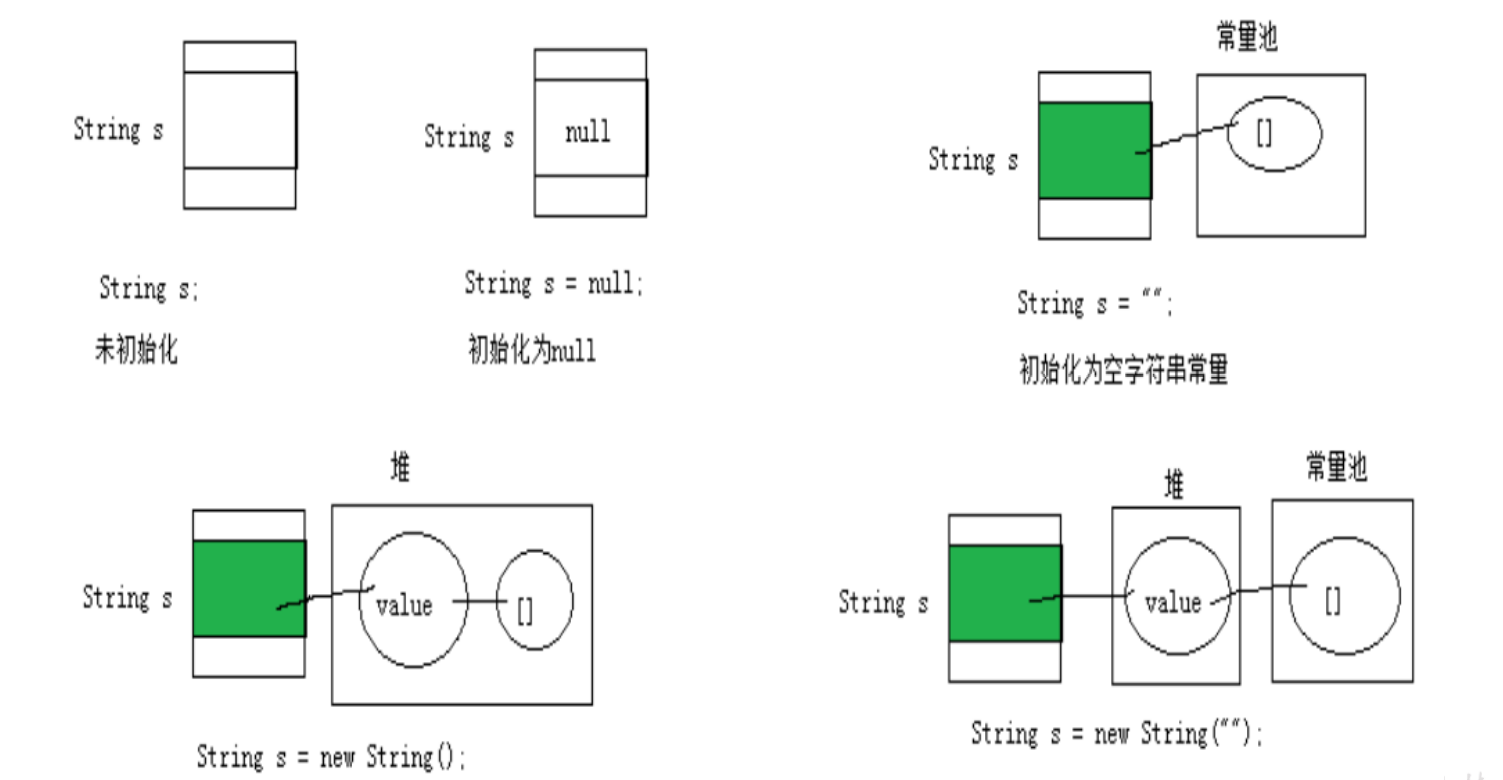 String s
String s;
未初始化
String s
null
String s = null;
初始化为null
常量池
String s
[]
String s = "";
初始化为空字符串常量
堆
String s
value
[]
String s = new String();
堆
常量池
String s
value
[]
String s = new String("");